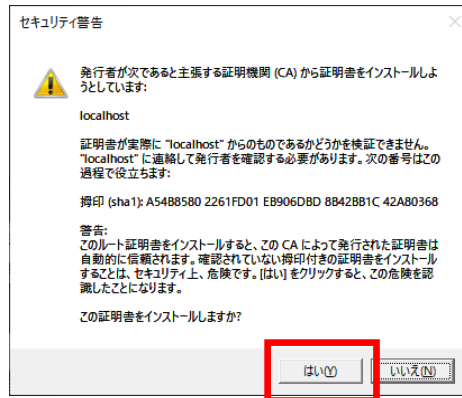 セキュリティ警告
発行者が次であると主張する証明機関 (CA) から証明書をインストールしよ
うとしています:
localhost
証明書が実際に "localhost" からのものであるかどうかを検証できません。
"localhost" に連絡して発行者を確認する必要があります。次の番号はこの
過程で役立ちます:
拇印 (sha1): A54B8580 2261FD01 EB906DBD 8B42BB1C 42A80368
警告:
このルート証明書をインストールすると、この CA によって発行された証明書は
自動的に信頼されます。確認されていない拇印付きの証明書をインストール
することは、セキュリティ上、危険です。[はい] をクリックすると、この危険を認
識したことになります。
この証明書をインストールしますか?
はい(Y) いいえ(N)